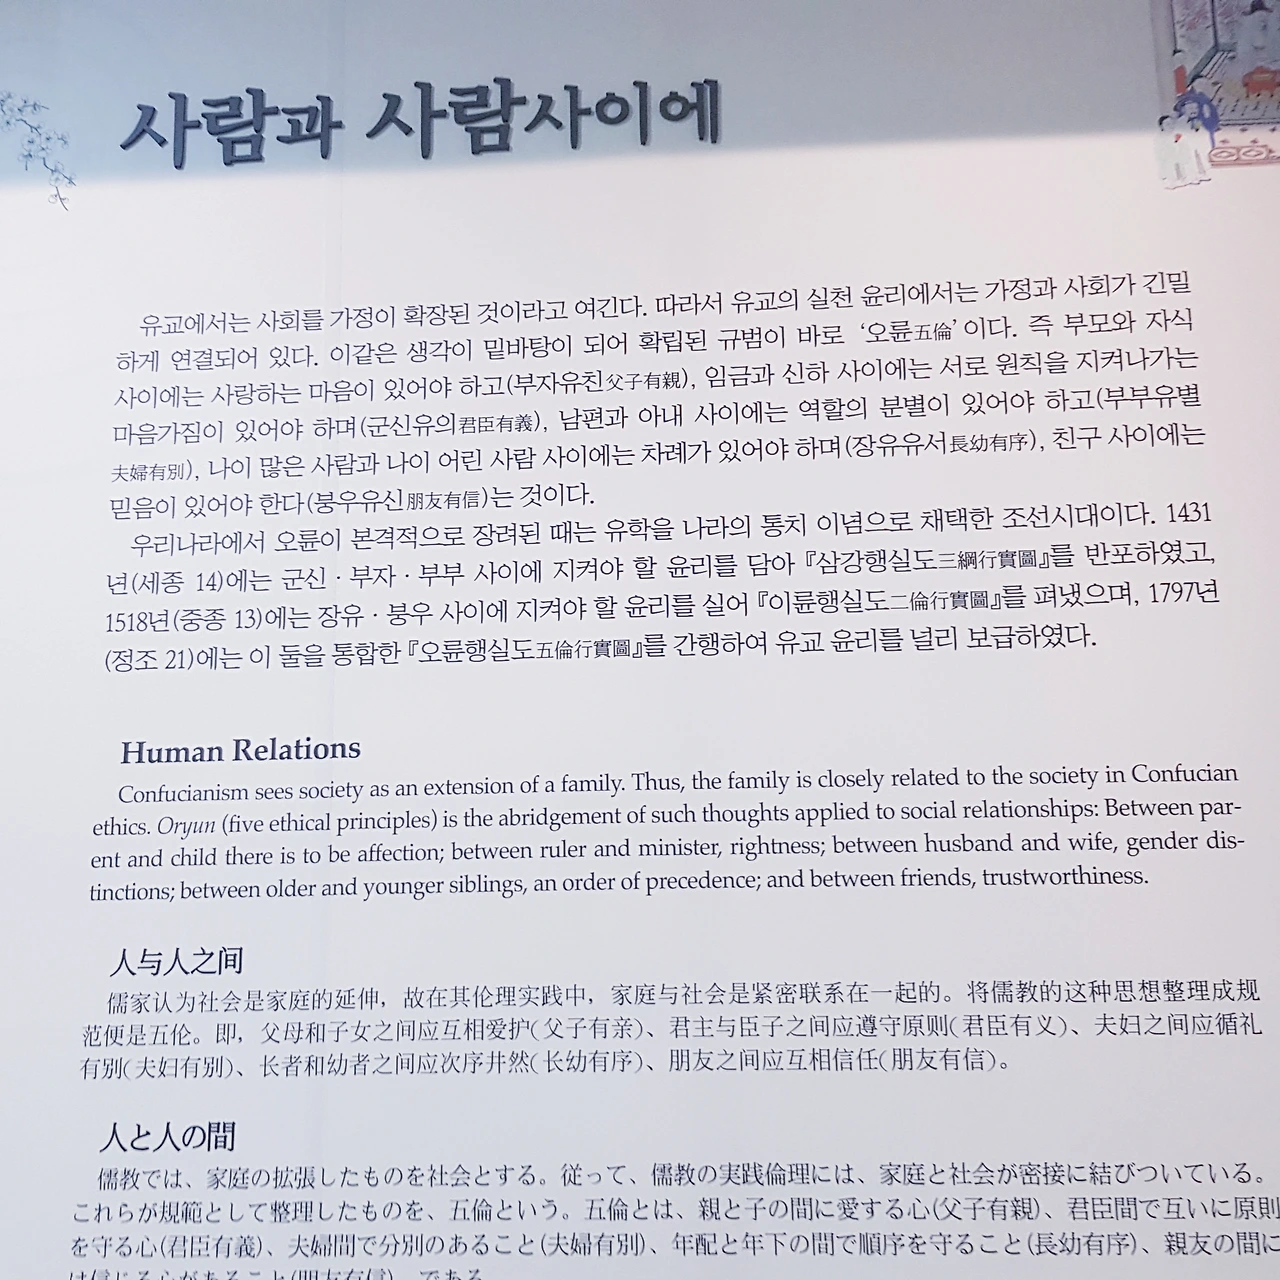 사람과 사람사이에
유교에서는 사회를 가정이 확장된 것이라고 여긴다. 따라서 유교의 실천 윤리에서는 가정과 사회가 긴밀
하게 연결되어 있다. 이같은 생각이 밑바탕이 되어 확립된 규범이 바로 ‘오륜五倫’이다. 즉 부모와 자식
사이에는 사랑하는 마음이 있어야 하고(부자유친父子有親), 임금과 신하 사이에는 서로 원칙을 지켜나가는
마음가짐이 있어야 하며(군신유의君臣有義), 남편과 아내 사이에는 역할의 분별이 있어야 하고(부부유별
夫婦有別), 나이 많은 사람과 나이 어린 사람 사이에는 차례가 있어야 하며(장유유서長幼有序), 친구 사이에는
믿음이 있어야 한다(붕우유신朋友有信)는 것이다.
우리나라에서 오륜이 본격적으로 장려된 때는 유학을 나라의 통치 이념으로 채택한 조선시대이다. 1431
년(세종 14)에는 군신 · 부자 · 부부 사이에 지켜야 할 윤리를 담아 『삼강행실도三綱行實圖』를 반포하였고,
1518년(중종 13)에는 장유 · 붕우 사이에 지켜야 할 윤리를 실어 『이륜행실도二倫行實圖』를 펴냈으며, 1797년
(정조 21)에는 이 둘을 통합한 『오륜행실도五倫行實圖』를 간행하여 유교 윤리를 널리 보급하였다.
Human Relations
Confucianism sees society as an extension of a family. Thus, the family is closely related to the society in Confucian
ethics. Oryun (five ethical principles) is the abridgement of such thoughts applied to social relationships: Between par-
ent and child there is to be affection; between ruler and minister, rightness; between husband and wife, gender dis-
tinctions; between older and younger siblings, an order of precedence; and between friends, trustworthiness.
人与人之间
儒家认为社会是家庭的延伸，故在其伦理实践中，家庭与社会是紧密联系在一起的。将儒教的这种思想整理成规
范便是五伦。即，父母和子女之间应互相爱护(父子有亲)、君主与臣子之间应遵守原则(君臣有义)、夫妇之间应循礼
有别(夫妇有别)、长者和幼者之间应次序井然(长幼有序)、朋友之间应互相信任(朋友有信)。
人と人の間
儒教では、家庭の拡張したものを社会とする。従って、儒教の実践倫理には、家庭と社会が密接に結びついている。
これらが規範として整理したものを、五倫という。五倫とは、親と子の間に愛する心(父子有親)、君臣間で互いに原則
を守る心(君臣有義)、夫婦間で分別のあること(夫婦有別)、年配と年下の間で順序を守ること(長幼有序)、親友の間に
は信じる心があること(朋友有信)、である。